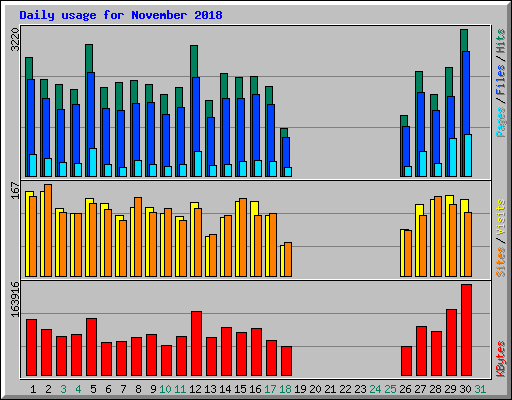 Daily usage for November 2018
3220
Pages / Files / Hits
167
Sites / Visits
163916
KBytes
1 2 3 4 5 6 7 8 9 10 11 12 13 14 15 16 17 18 19 20 21 22 23 24 25 26 27 28 29 30 31